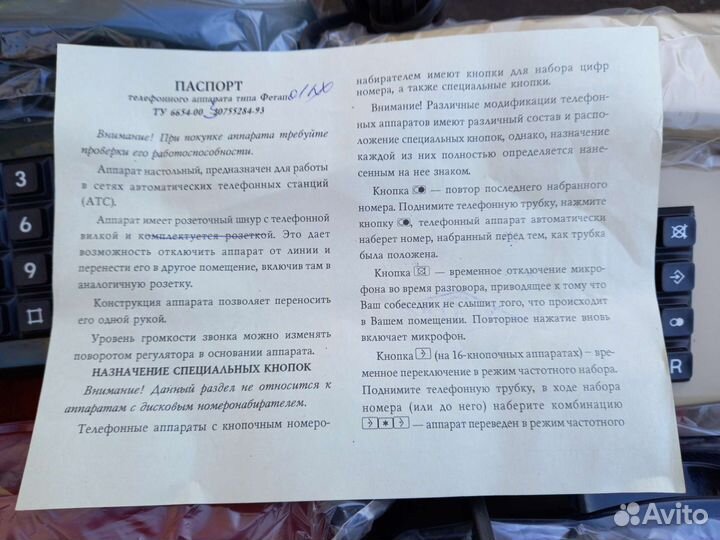 ПАСПОРТ
телефонного аппарата типа Фетап
ТУ 6654-00 30755284-93
Внимание! При покупке аппарата требуйте
проверки его работоспособности.
Аппарат настольный, предназначен для работы
в сетях автоматических телефонных станций
(АТС).
Аппарат имеет розеточный шнур с телефонной
вилкой и комплектуется розеткой. Это дает
возможность отключить аппарат от линии и
перенести его в другое помещение, включив там в
аналогичную розетку.
Конструкция аппарата позволяет переносить
его одной рукой.
Уровень громкости звонка можно изменять
поворотом регулятора в основании аппарата.
НАЗНАЧЕНИЕ СПЕЦИАЛЬНЫХ КНОПОК
Внимание! Данный раздел не относится к
аппаратам с дисковым номеронабирателем.
Телефонные аппараты с кнопочным номеро-
набирателем имеют кнопки для набора цифр
номера, а также специальные кнопки.
Внимание! Различные модификации телефон-
ных аппаратов имеют различный состав и распо-
ложение специальных кнопок, однако, назначение
каждой из них полностью определяется нане-
сенным на нее знаком.
Кнопка — повтор последнего набранного
номера. Поднимите телефонную трубку, нажмите
кнопку , телефонный аппарат автоматически
наберет номер, набранный перед тем, как трубка
была положена.
Кнопка — временное отключение микро-
фона во время разговора, приводящее к тому что
Ваш собеседник не слышит того, что происходит
в Вашем помещении. Повторное нажатие вновь
включает микрофон.
Кнопка (на 16-кнопочных аппаратах) – вре-
менное переключение в режим частотного набора.
Поднимите телефонную трубку, в ходе набора
номера (или до него) наберите комбинацию
* — аппарат переведен в режим частотного
3
6
9
R
Avito